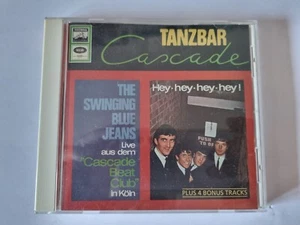 TANZBAR
Cascade
THE
SWINGING
BLUE
JEANS
Live
aus dem
"Cascade
Beat
Club"
in Köln
Hey-hey-hey-hey!
PUSH
PLUS 4 BONUS TRACKS